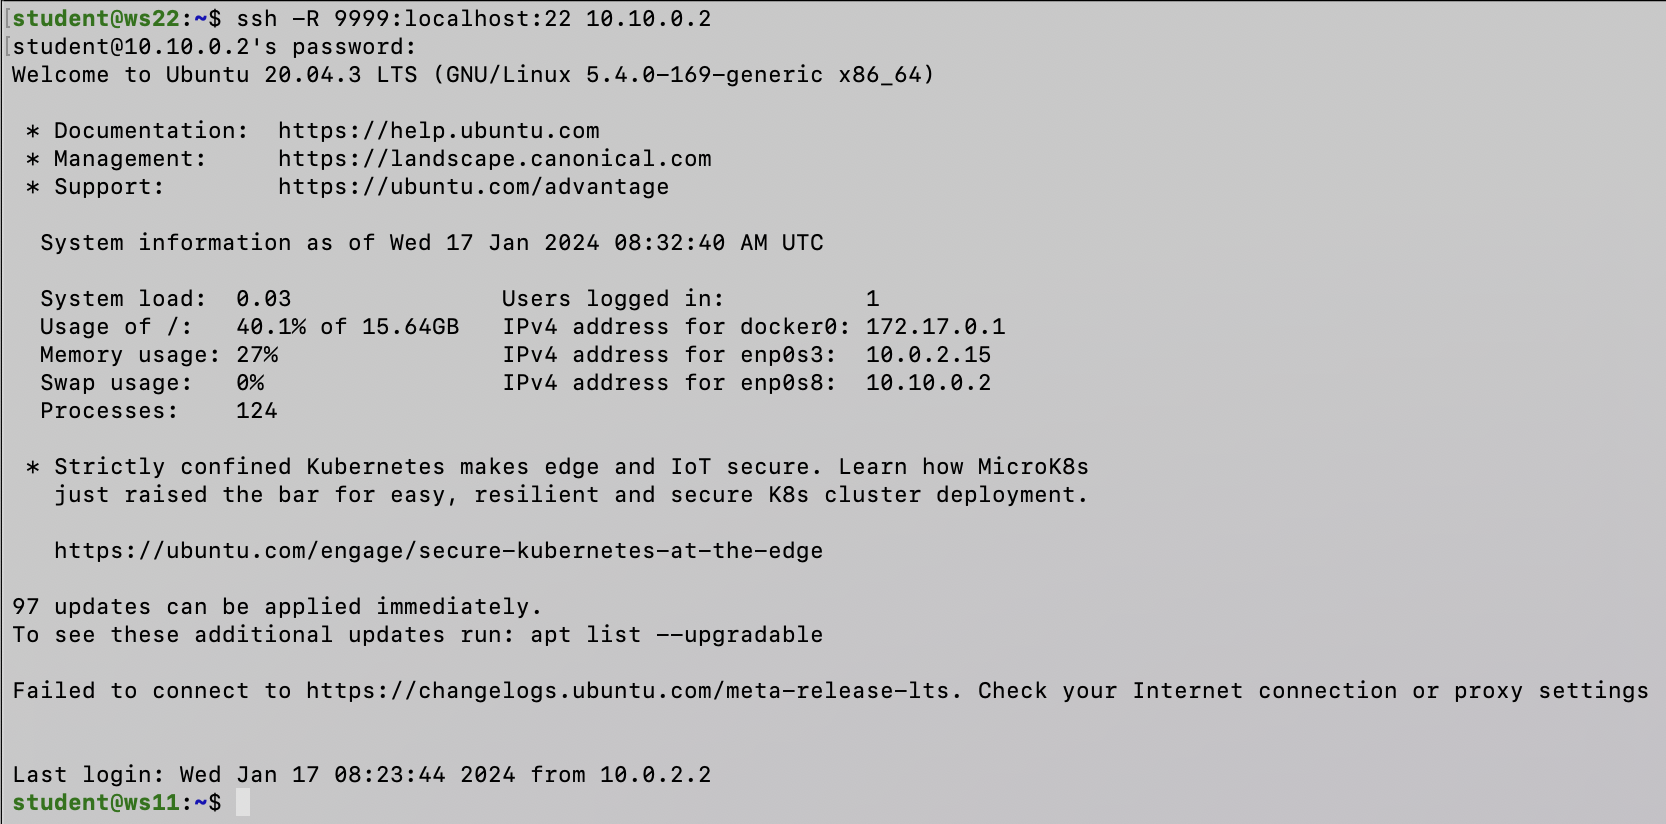 [student@ws22:~$ ssh -R 9999:localhost:22 10.10.0.2
[student@10.10.0.2's password:
Welcome to Ubuntu 20.04.3 LTS (GNU/Linux 5.4.0-169-generic x86_64)
* Documentation:  https://help.ubuntu.com
* Management:     https://landscape.canonical.com
* Support:        https://ubuntu.com/advantage
System information as of Wed 17 Jan 2024 08:32:40 AM UTC
System load:  0.03               Users logged in:          1
Usage of /:   40.1% of 15.64GB   IPv4 address for docker0: 172.17.0.1
Memory usage: 27%                IPv4 address for enp0s3:  10.0.2.15
Swap usage:   0%                 IPv4 address for enp0s8:  10.10.0.2
Processes:    124
* Strictly confined Kubernetes makes edge and IoT secure. Learn how MicroK8s
just raised the bar for easy, resilient and secure K8s cluster deployment.
https://ubuntu.com/engage/secure-kubernetes-at-the-edge
97 updates can be applied immediately.
To see these additional updates run: apt list --upgradable
Failed to connect to https://changelogs.ubuntu.com/meta-release-lts. Check your Internet connection or proxy settings
Last login: Wed Jan 17 08:23:44 2024 from 10.0.2.2
student@ws11:~$